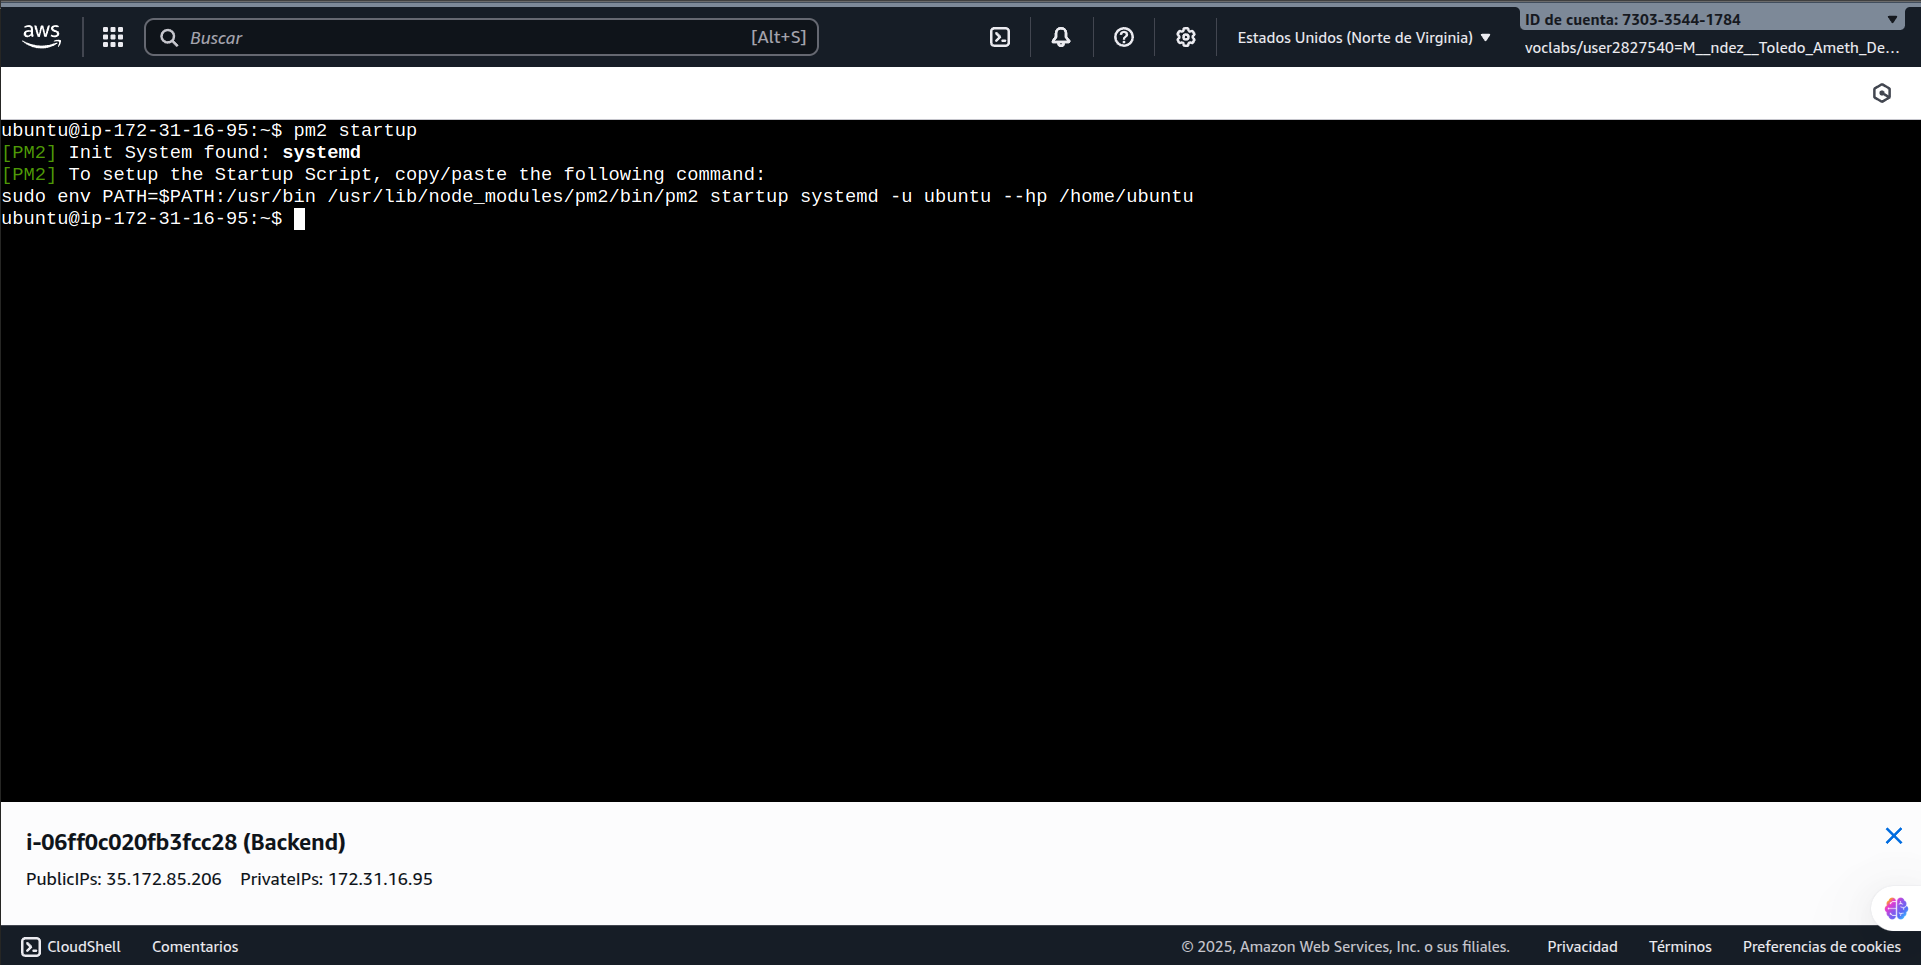 aws
Buscar
[Alt+S]
Estados Unidos (Norte de Virginia)
ID de cuenta: 7303-3544-1784
voclabs/user2827540=M__ndez__Toledo_Ameth_De...
ubuntu@ip-172-31-16-95:~$ pm2 startup
[PM2] Init System found: systemd
[PM2] To setup the Startup Script, copy/paste the following command:
sudo env PATH=$PATH:/usr/bin /usr/lib/node_modules/pm2/bin/pm2 startup systemd -u ubuntu --hp /home/ubuntu
ubuntu@ip-172-31-16-95:~$
i-06ff0c020fb3fcc28 (Backend)
PublicIPs: 35.172.85.206 PrivateIPs: 172.31.16.95
CloudShell Comentarios © 2025, Amazon Web Services, Inc. o sus filiales. Privacidad Términos Preferencias de cookies